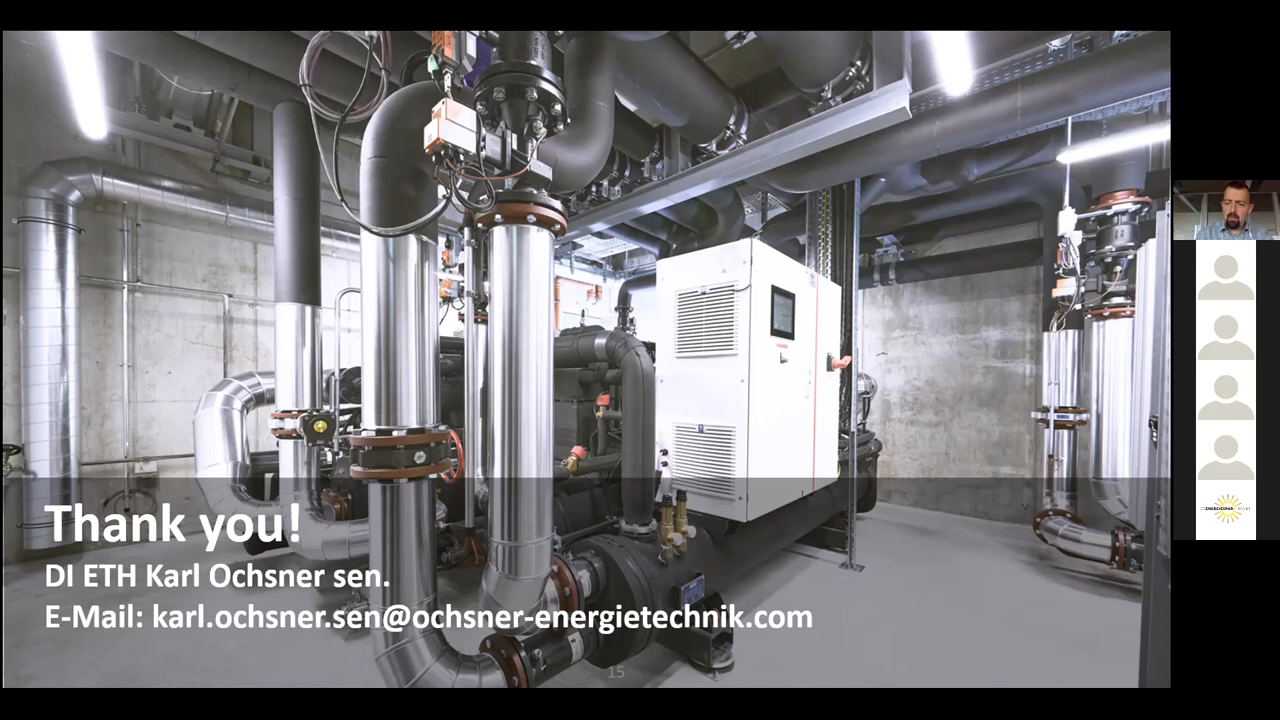 Thank you!
DI ETH Karl Ochsner sen.
E-Mail: karl.ochsner.sen@ochsner-energietechnik.com
15